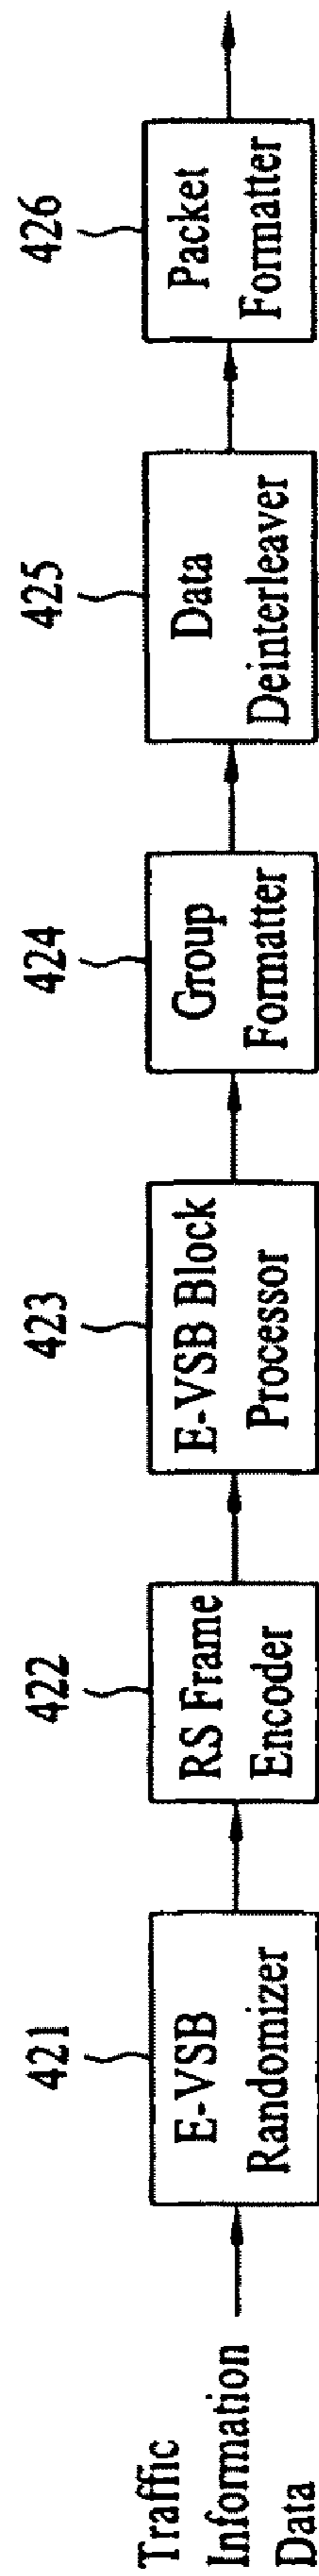 Traffic
Information
Data
421
E-VSB
Randomizer
422
RS Frame
Encoder
423
E-VSB Block
Processor
424
Group
Formatter
425
Data
Deinterleaver
426
Packet
Formatter